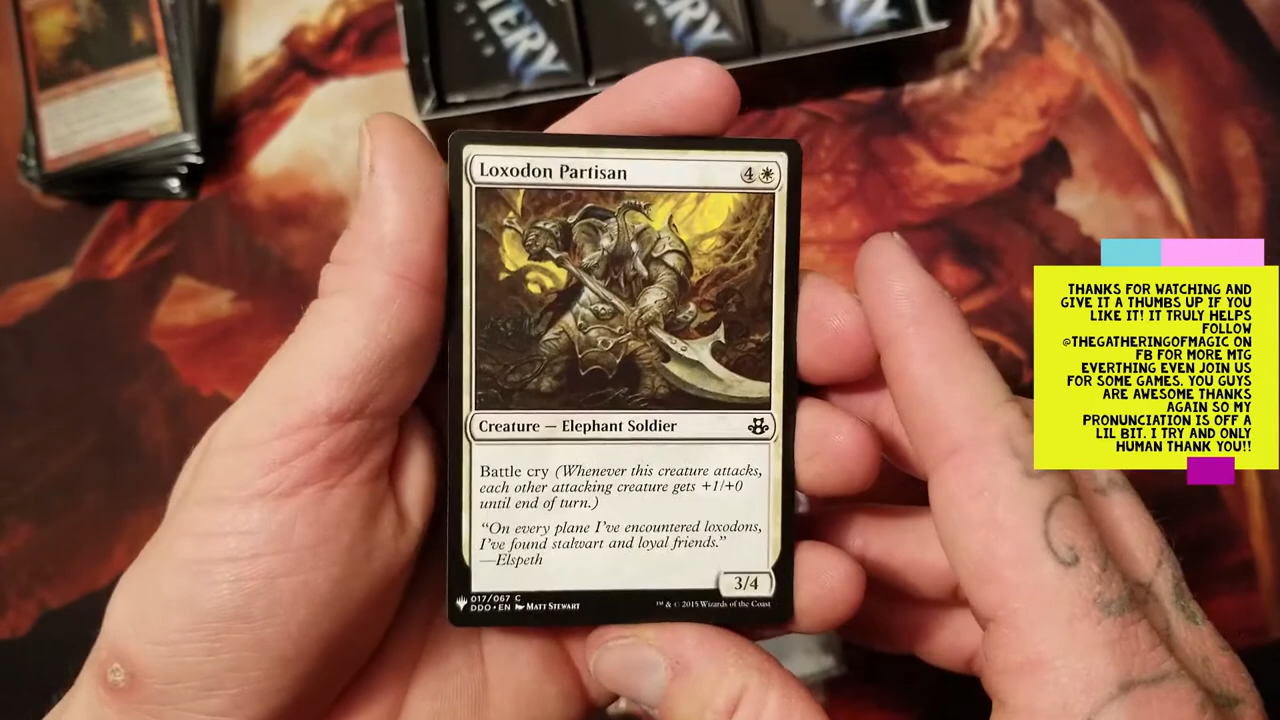 Loxodon Partisan 4
Creature — Elephant Soldier
Battle cry (Whenever this creature attacks,
each other attacking creature gets +1/+0
until end of turn.)
“On every plane I’ve encountered loxodons,
I’ve found stalwart and loyal friends.”
—Elspeth
3/4
017/067 C
DDO • EN MATT STEWART
™ & © 2015 Wizards of the Coast
THANKS FOR WATCHING AND
GIVE IT A THUMBS UP IF YOU
LIKE IT! IT TRULY HELPS
FOLLOW
@THEGATHERINGOFMAGIC ON
FB FOR MORE MTG
EVERTHING EVEN JOIN US
FOR SOME GAMES. YOU GUYS
ARE AWESOME THANKS
AGAIN SO MY
PRONUNCIATION IS OFF A
LIL BIT. I TRY AND ONLY
HUMAN THANK YOU!!